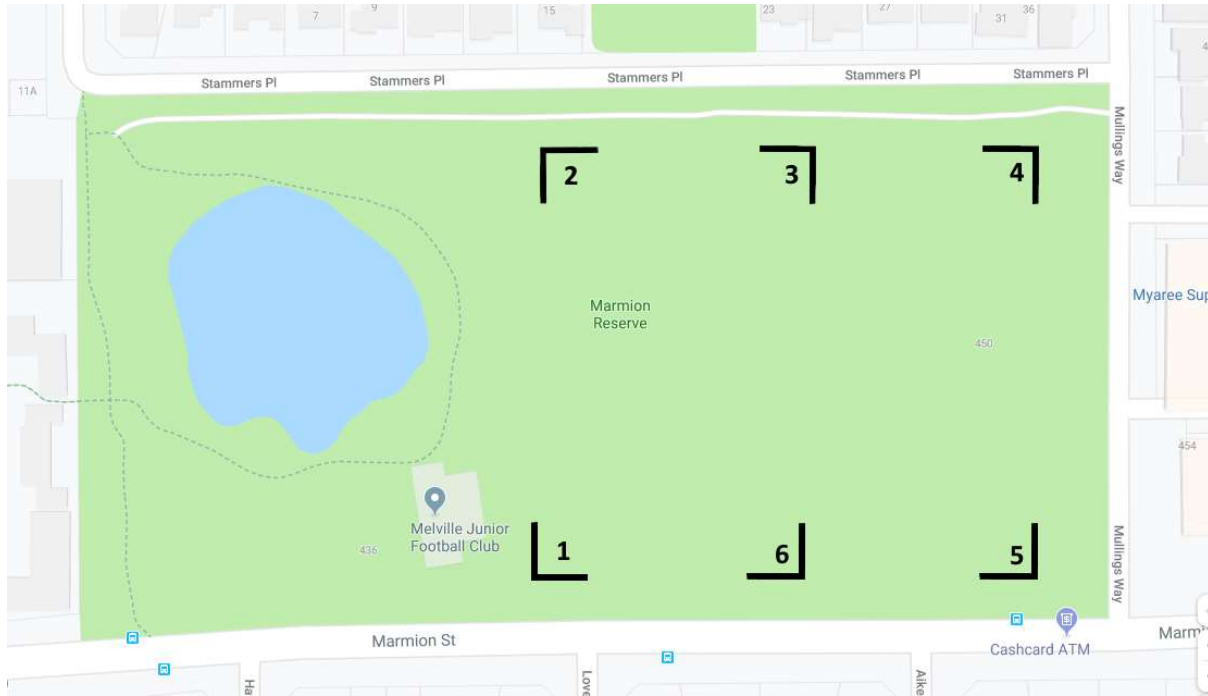 7
9
15
23
27
31
36
11A
Stammers Pl
Stammers Pl
Stammers Pl
Stammers Pl
Stammers Pl
Mullings Way
2
3
4
Marmion
Reserve
Myaree Sup
450
454
Melville Junior
Football Club
436
1
6
5
Mullings Way
Marmion St
Cashcard ATM
Marmi
Ha
Love
Aike